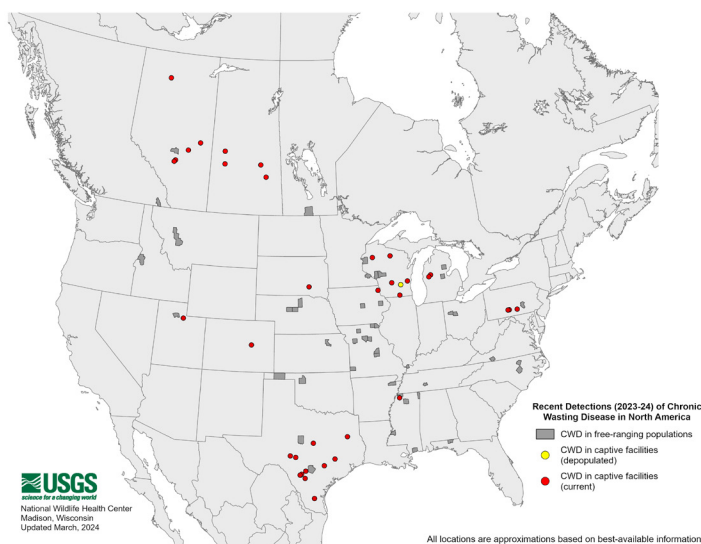 Recent Detections (2023-24) of Chronic
Wasting Disease in North America
CWD in free-ranging populations
CWD in captive facilities
(depopulated)
CWD in captive facilities
(current)
USGS
science for a changing world
National Wildlife Health Center
Madison, Wisconsin
Updated March, 2024
All locations are approximations based on best-available information